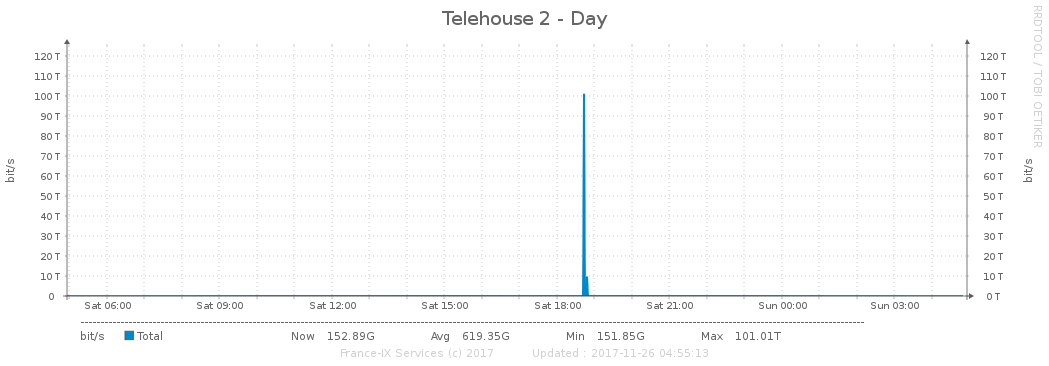 Telehouse 2 - Day
RRDTOOL / TOBI OETIKER
bit/s
bit/s
120 T 120 T
110 T 110 T
100 T 100 T
90 T 90 T
80 T 80 T
70 T 70 T
60 T 60 T
50 T 50 T
40 T 40 T
30 T 30 T
20 T 20 T
10 T 10 T
0 0 T
Sat 06:00 Sat 09:00 Sat 12:00 Sat 15:00 Sat 18:00 Sat 21:00 Sun 00:00 Sun 03:00
bit/s Total Now 152.89G Avg 619.35G Min 151.85G Max 101.01T
France-IX Services (c) 2017 Updated : 2017-11-26 04:55:13